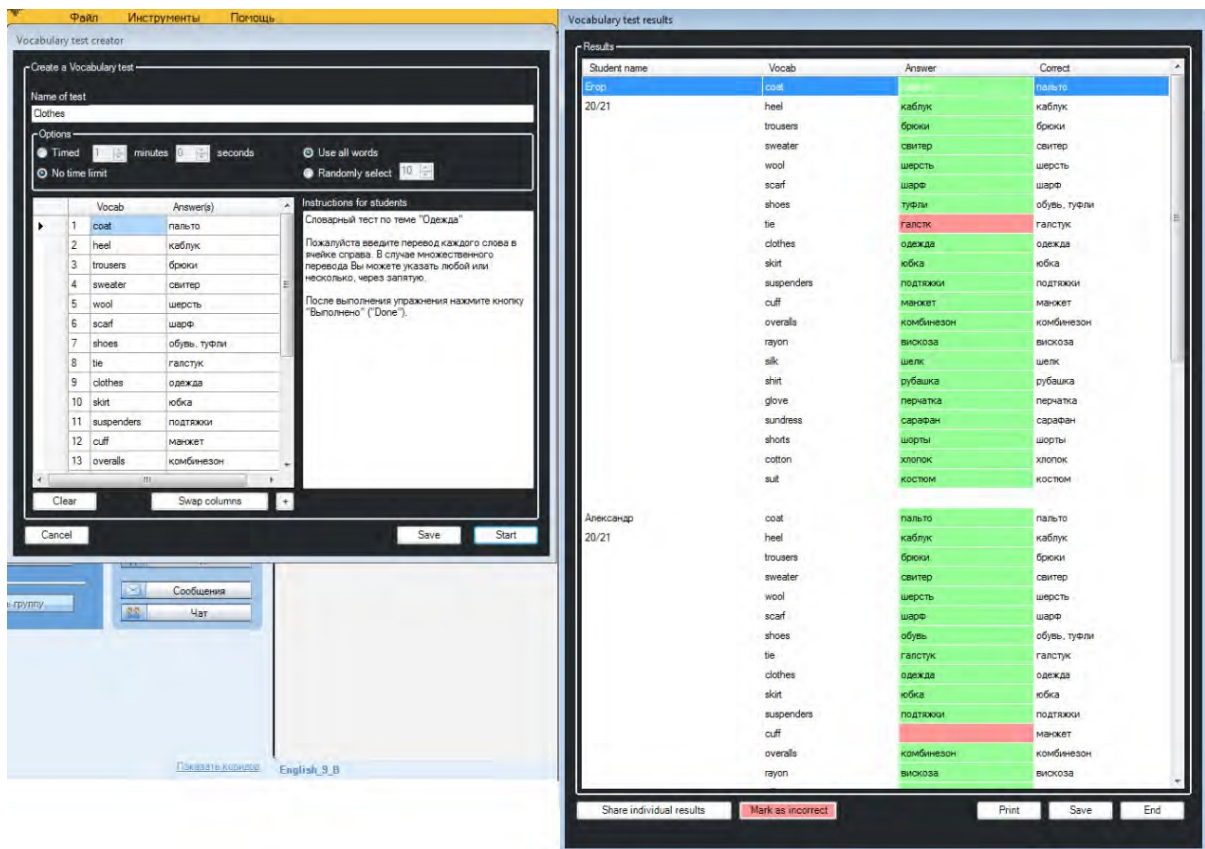 Файл Инструменты Помощь
Vocabulary test creator
Create a Vocabulary test
Name of test
Clothes
Options
Timed 1 minutes 0 seconds Use all words
No time limit Randomly select 10
Vocab Answer(s)
1 coat пальто
2 heel каблук
3 trousers брюки
4 sweater свитер
5 wool шерсть
6 scarf шарф
7 shoes обувь, туфли
8 tie галстук
9 clothes одежда
10 skirt юбка
11 suspenders подтяжки
12 cuff манжет
13 overalls комбинезон
Instructions for students
Словарный тест по теме "Одежда"
Пожалуйста введите перевод каждого слова в
ячейке справа. В случае множественного
перевода Вы можете указать любой или
несколько, через запятую.
После выполнения упражнения нажмите кнопку
"Выполнено" ("Done").
Clear Swap columns +
Cancel Save Start
группу
Сообщения
Чат
Показать коридор English_9_B
Vocabulary test results
Results
Student name Vocab Answer Correct
Егор coat пальто
20/21 heel каблук каблук
trousers брюки брюки
sweater свитер свитер
wool шерсть шерсть
scarf шарф шарф
shoes туфли обувь, туфли
tie галстк галстук
clothes одежда одежда
skirt юбка юбка
suspenders подтяжки подтяжки
cuff манжет манжет
overalls комбинезон комбинезон
rayon вискоза вискоза
silk шелк шелк
shirt рубашка рубашка
glove перчатка перчатка
sundress сарафан сарафан
shorts шорты шорты
cotton хлопок хлопок
suit костюм костюм
Александр coat пальто пальто
20/21 heel каблук каблук
trousers брюки брюки
sweater свитер свитер
wool шерсть шерсть
scarf шарф шарф
shoes обувь обувь, туфли
tie галстук галстук
clothes одежда одежда
skirt юбка юбка
suspenders подтяжки подтяжки
cuff манжет
overalls комбинезон комбинезон
rayon вискоза вискоза
Share individual results Mark as incorrect Print Save End